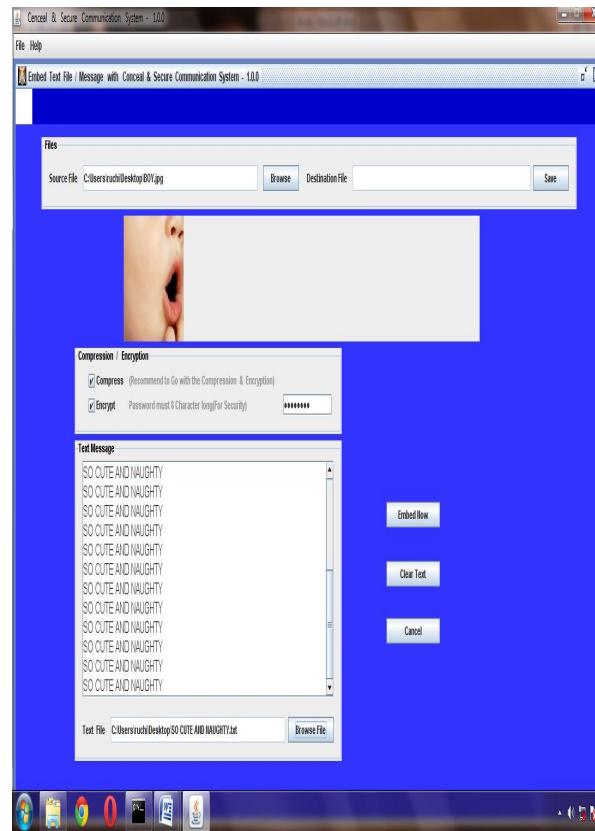 Cenceal & Secure Communication System - 1.0.0
File Help
Embed Text File / Message with Conceal & Secure Communication System - 1.0.0
Files
Source File C:\Users\ruchi\Desktop\BOY.jpg Browse Destination File Save
Compression / Encryption
Compress (Recommend to Go with the Compression & Encryption)
Encrypt Password must 8 Character long(For Security) ••••••••
Text Message
SO CUTE AND NAUGHTY
SO CUTE AND NAUGHTY
SO CUTE AND NAUGHTY
SO CUTE AND NAUGHTY
SO CUTE AND NAUGHTY
SO CUTE AND NAUGHTY
SO CUTE AND NAUGHTY
SO CUTE AND NAUGHTY
SO CUTE AND NAUGHTY
SO CUTE AND NAUGHTY
SO CUTE AND NAUGHTY
SO CUTE AND NAUGHTY
Embed Now
Clear Text
Cancel
Text File C:\Users\ruchi\Desktop\SO CUTE AND NAUGHTY.txt Browse File